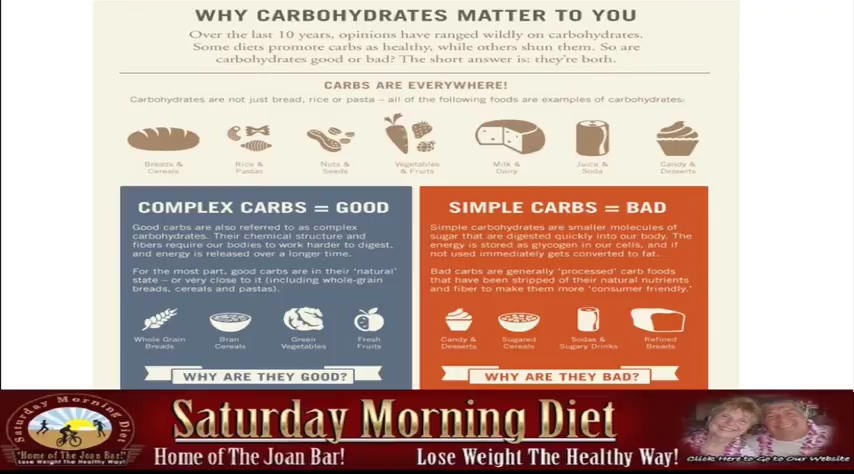 WHY CARBOHYDRATES MATTER TO YOU
Over the last 10 years, opinions have ranged wildly on carbohydrates.
Some diets promote carbs as healthy, while others shun them. So are
carbohydrates good or bad? The short answer is: they're both.
CARBS ARE EVERYWHERE!
Carbohydrates are not just bread, rice or pasta – all of the following foods are examples of carbohydrates:
Breads &
Cereals
Rice &
Pastas
Nuts &
Seeds
Vegetables
& Fruits
Milk &
Dairy
Juice &
Soda
Candy &
Desserts
COMPLEX CARBS = GOOD
Good carbs are also referred to as complex
carbohydrates. Their chemical structure and
fibers require our bodies to work harder to digest,
and energy is released over a longer time.
For the most part, good carbs are in their 'natural'
state – or very close to it (including whole-grain
breads, cereals and pastas).
Whole Grain
Breads
Bran
Cereals
Green
Vegetables
Fresh
Fruits
WHY ARE THEY GOOD?
SIMPLE CARBS = BAD
Simple carbohydrates are smaller molecules of
sugar that are digested quickly into our body. The
energy is stored as glycogen in our cells, and if
not used immediately gets converted to fat.
Bad carbs are generally 'processed' carb foods
that have been stripped of their natural nutrients
and fiber to make them more 'consumer friendly.'
Candy &
Desserts
Sugared
Cereals
Sodas &
Sugary Drinks
Refined
Breads
WHY ARE THEY BAD?
Saturday Morning Diet
"Home of The Joan Bar!"
Lose Weight The Healthy Way!
Saturday Morning Diet
Home of The Joan Bar!
Lose Weight The Healthy Way!
Click Here to Go to Our Website